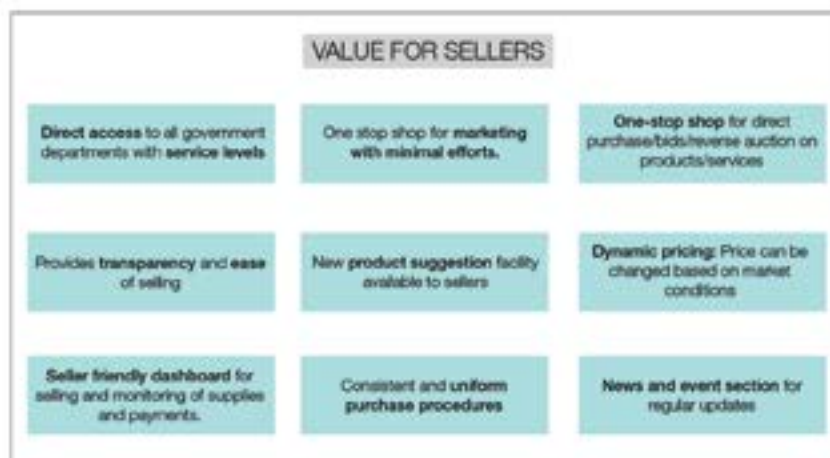 VALUE FOR SELLERS
Direct access to all government
departments with service levels
One stop shop for marketing
with minimal efforts.
One-stop shop for direct
purchase/bids/reverse auction on
products/services
Provides transparency and ease
of selling
New product suggestion facility
available to sellers
Dynamic pricing: Price can be
changed based on market
conditions
Seller friendly dashboard for
selling and monitoring of supplies
and payments.
Consistent and uniform
purchase procedures
News and event section for
regular updates